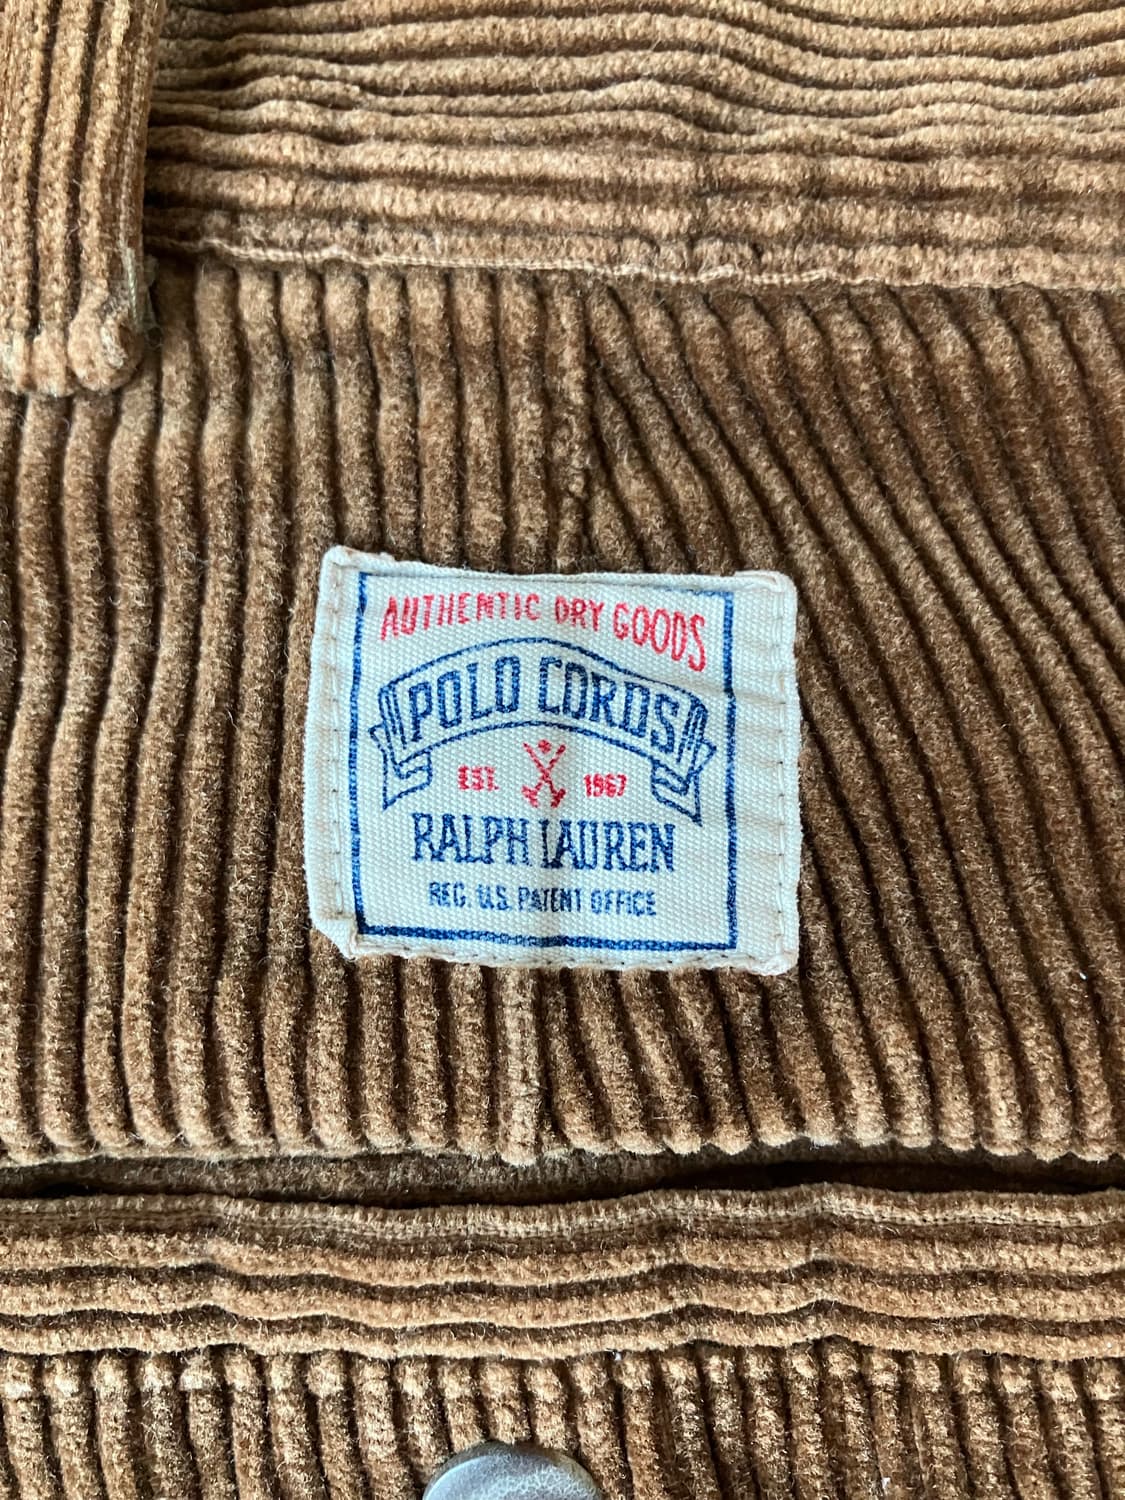 AUTHENTIC DRY GOODS
POLO CORDS
EST. 1967
RALPH LAUREN
REG. U.S. PATENT OFFICE